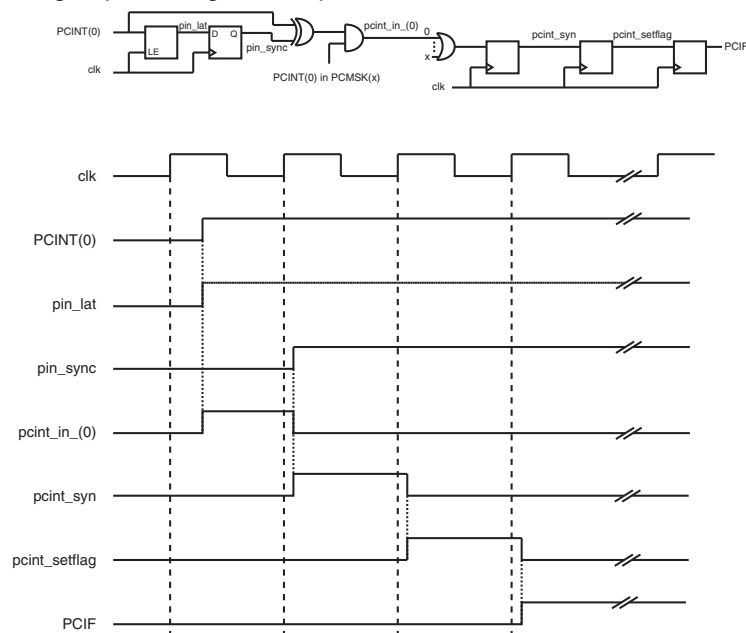 PCINT(0)
pin_lat
D Q
LE
pin_sync
clk
PCINT(0) in PCMSK(x)
pcint_in_(0)
0
x
clk
pcint_syn
pcint_setflag
PCIF
clk
PCINT(0)
pin_lat
pin_sync
pcint_in_(0)
pcint_syn
pcint_setflag
PCIF